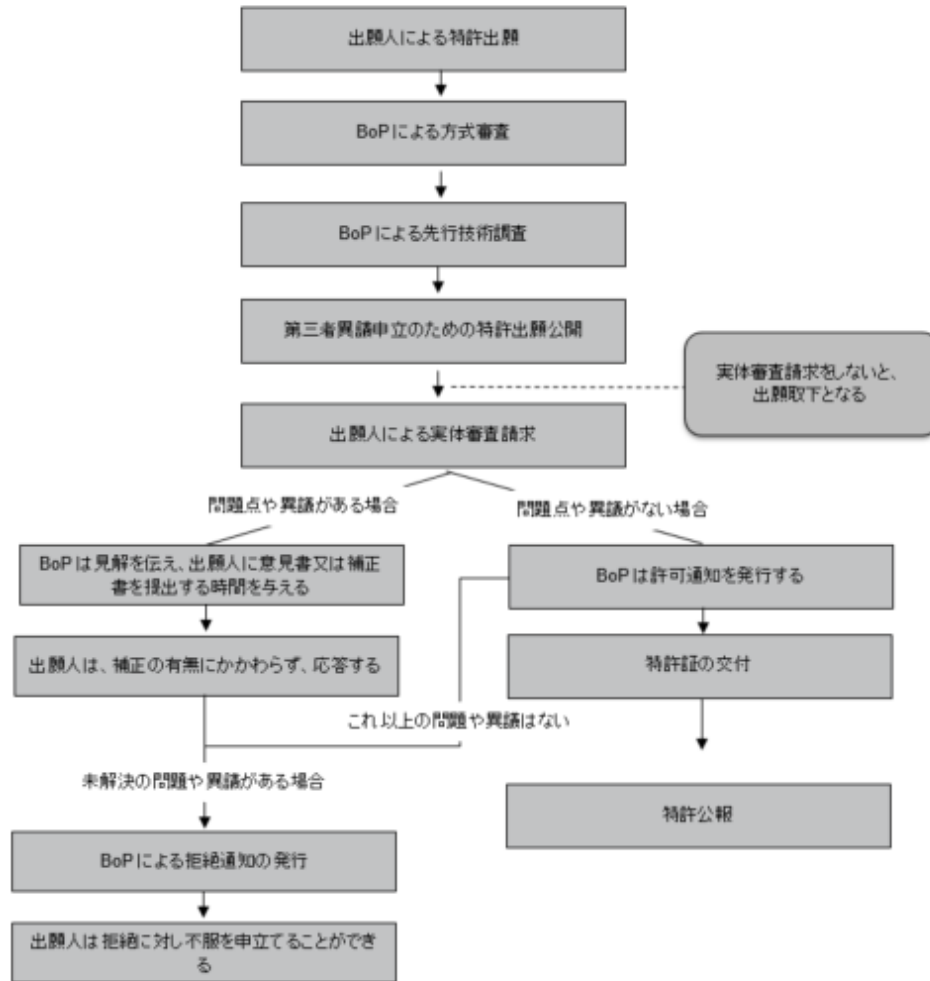 出願人による特許出願
BoPによる方式審査
BoPによる先行技術調査
第三者異議申立のための特許出願公開
実体審査請求をしないと、
出願取下となる
出願人による実体審査請求
問題点や異議がある場合
問題点や異議がない場合
BoPは見解を伝え、出願人に意見書又は補正
書を提出する時間を与える
BoPは許可通知を発行する
出願人は、補正の有無にかかわらず、応答する
特許証の交付
これ以上の問題や異議はない
未解決の問題や異議がある場合
特許公報
BoPによる拒絶通知の発行
出願人は拒絶に対し不服を申立てることができ
る